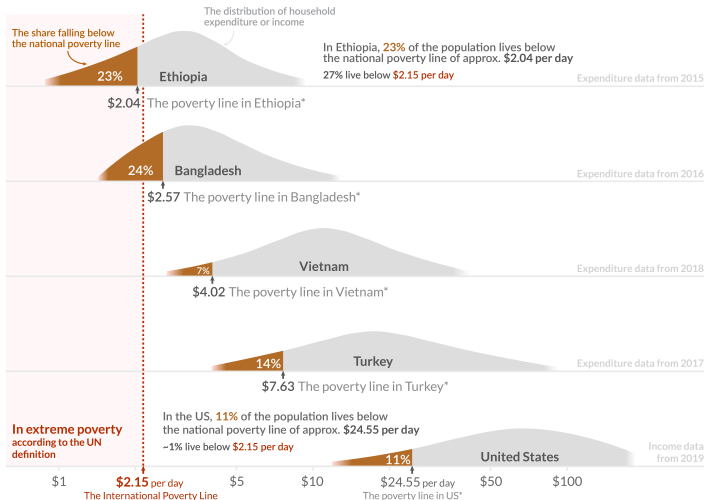 The distribution of household
expenditure or income
The share falling below
the national poverty line
In Ethiopia, 23% of the population lives below
the national poverty line of approx. $2.04 per day
27% live below $2.15 per day
23%
Ethiopia
Expenditure data from 2015
$2.04 The poverty line in Ethiopia*
24%
Bangladesh
Expenditure data from 2016
$2.57 The poverty line in Bangladesh*
7%
Vietnam
Expenditure data from 2018
$4.02 The poverty line in Vietnam*
14%
Turkey
Expenditure data from 2017
$7.63 The poverty line in Turkey*
In the US, 11% of the population lives below
the national poverty line of approx. $24.55 per day
~1% live below $2.15 per day
In extreme poverty
according to the UN
definition
11%
United States
Income data
from 2019
$1
$2.15 per day
The International Poverty Line
$5
$10
$24.55 per day
The poverty line in US*
$50
$100